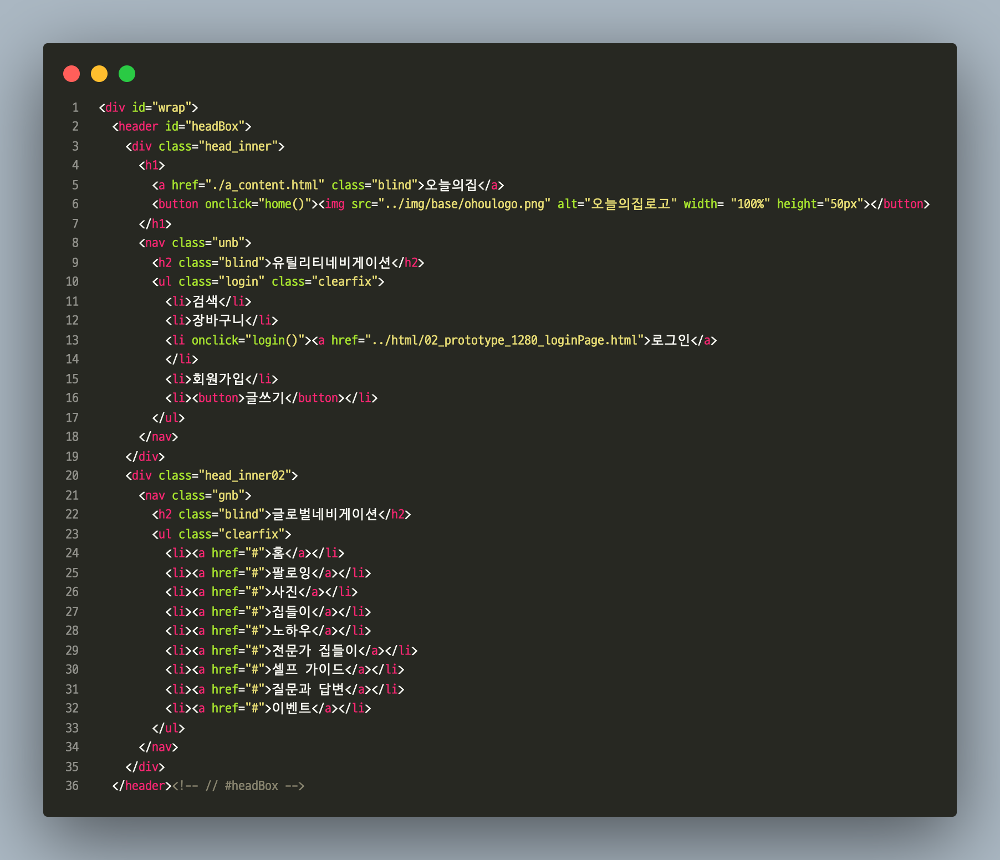 1 <div id="wrap">
2 <header id="headBox">
3 <div class="head_inner">
4 <h1>
5 <a href="./a_content.html" class="blind">오늘의집</a>
6 <button onclick="home()"><img src="../img/base/ohoulogo.png" alt="오늘의집로고" width= "100%" height="50px"></button>
7 </h1>
8 <nav class="unb">
9 <h2 class="blind">유틸리티네비게이션</h2>
10 <ul class="login" class="clearfix">
11 <li>검색</li>
12 <li>장바구니</li>
13 <li onclick="login()"><a href="../html/02_prototype_1280_loginPage.html">로그인</a>
14 </li>
15 <li>회원가입</li>
16 <li><button>글쓰기</button></li>
17 </ul>
18 </nav>
19 </div>
20 <div class="head_inner02">
21 <nav class="gnb">
22 <h2 class="blind">글로벌네비게이션</h2>
23 <ul class="clearfix">
24 <li><a href="#">홈</a></li>
25 <li><a href="#">팔로잉</a></li>
26 <li><a href="#">사진</a></li>
27 <li><a href="#">집들이</a></li>
28 <li><a href="#">노하우</a></li>
29 <li><a href="#">전문가 집들이</a></li>
30 <li><a href="#">셀프 가이드</a></li>
31 <li><a href="#">질문과 답변</a></li>
32 <li><a href="#">이벤트</a></li>
33 </ul>
34 </nav>
35 </div>
36 </header><!-- // #headBox -->